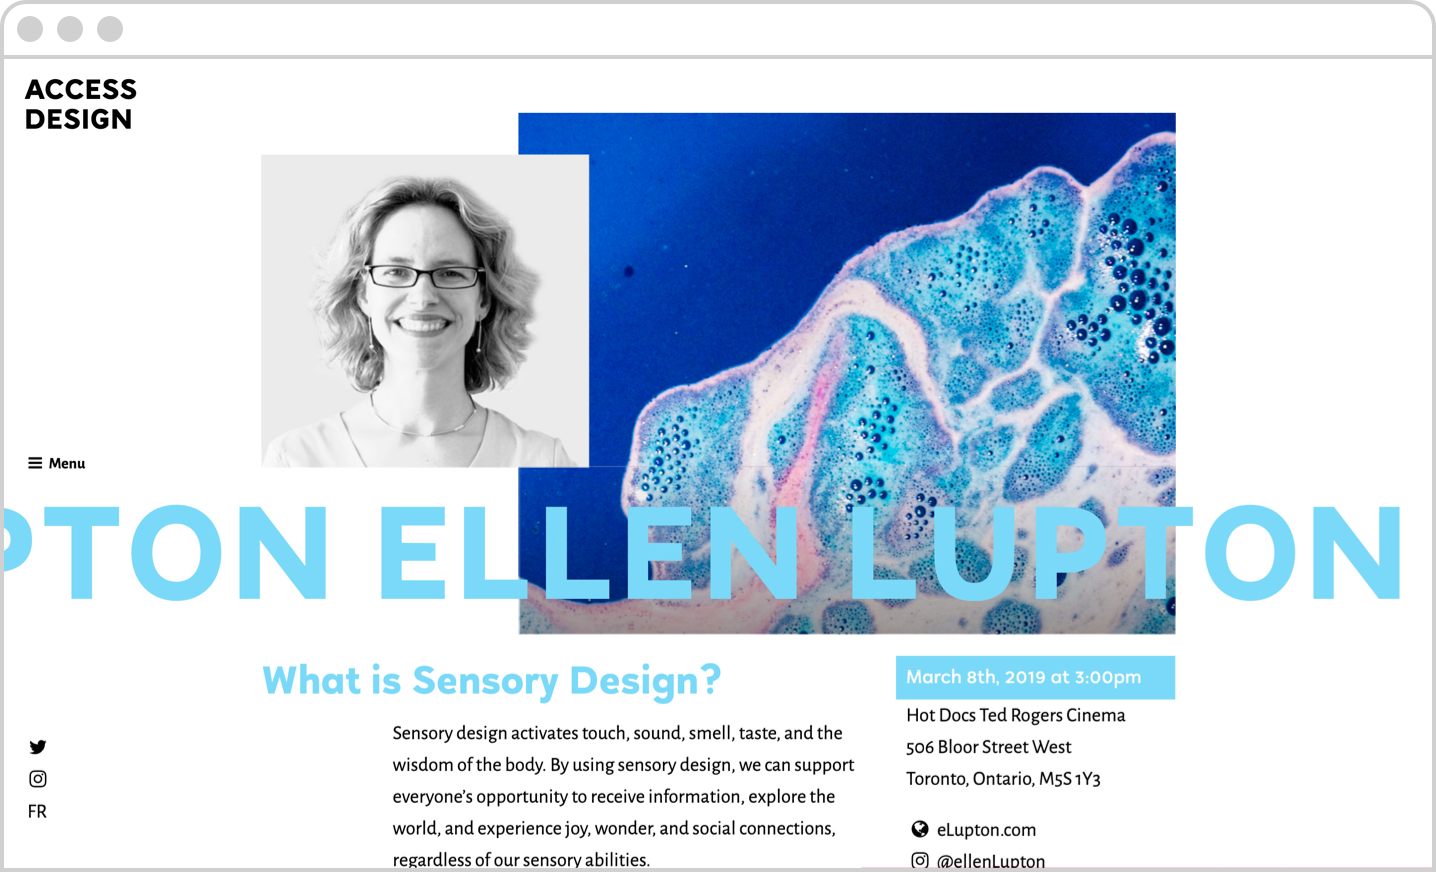 ACCESS
DESIGN
Menu
PTON ELLEN LUPTON
What is Sensory Design?
Sensory design activates touch, sound, smell, taste, and the
wisdom of the body. By using sensory design, we can support
everyone’s opportunity to receive information, explore the
world, and experience joy, wonder, and social connections,
regardless of our sensory abilities.
March 8th, 2019 at 3:00pm
Hot Docs Ted Rogers Cinema
506 Bloor Street West
Toronto, Ontario, M5S 1Y3
eLupton.com
@ellenLupton
FR